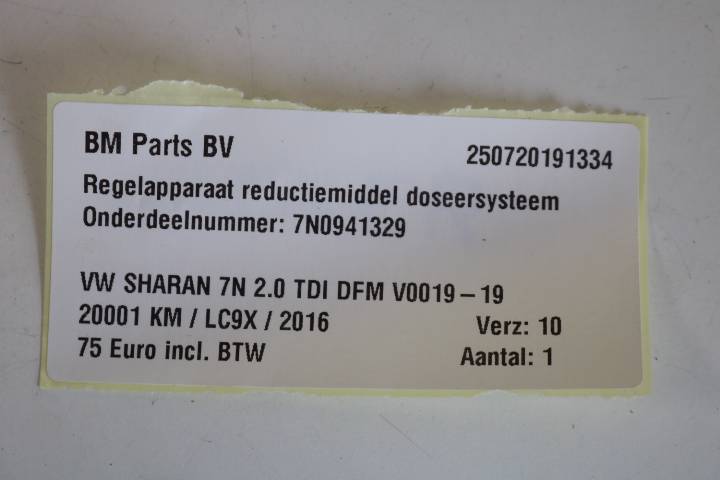 BM Parts BV 250720191334
Regelapparaat reductiemiddel doseersysteem
Onderdeelnummer: 7N0941329
VW SHARAN 7N 2.0 TDI DFM V0019 – 19
20001 KM / LC9X / 2016 Verz: 10
75 Euro incl. BTW Aantal: 1